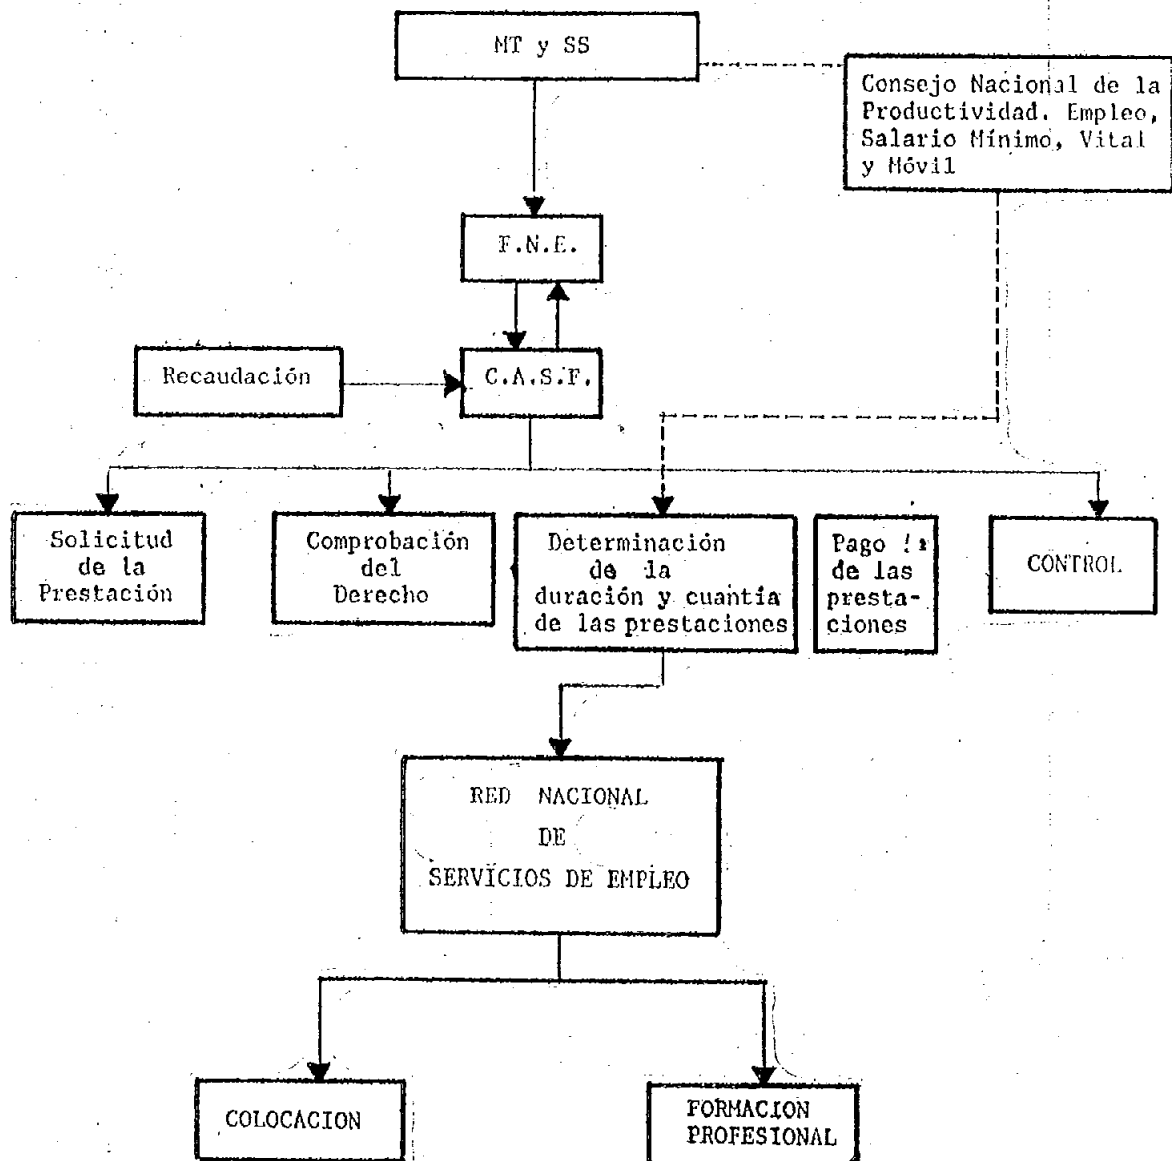 MT y SS
Consejo Nacional de la
Productividad. Empleo,
Salario Mínimo, Vital
y Móvil
F.N.E.
Recaudación
C.A.S.F.
Solicitud
de la
Prestación
Comprobación
del
Derecho
Determinación
de la
duración y cuantía
de las prestaciones
Pago
de las
presta-
ciones
CONTROL
RED NACIONAL
DE
SERVICIOS DE EMPLEO
COLOCACION
FORMACION
PROFESIONAL